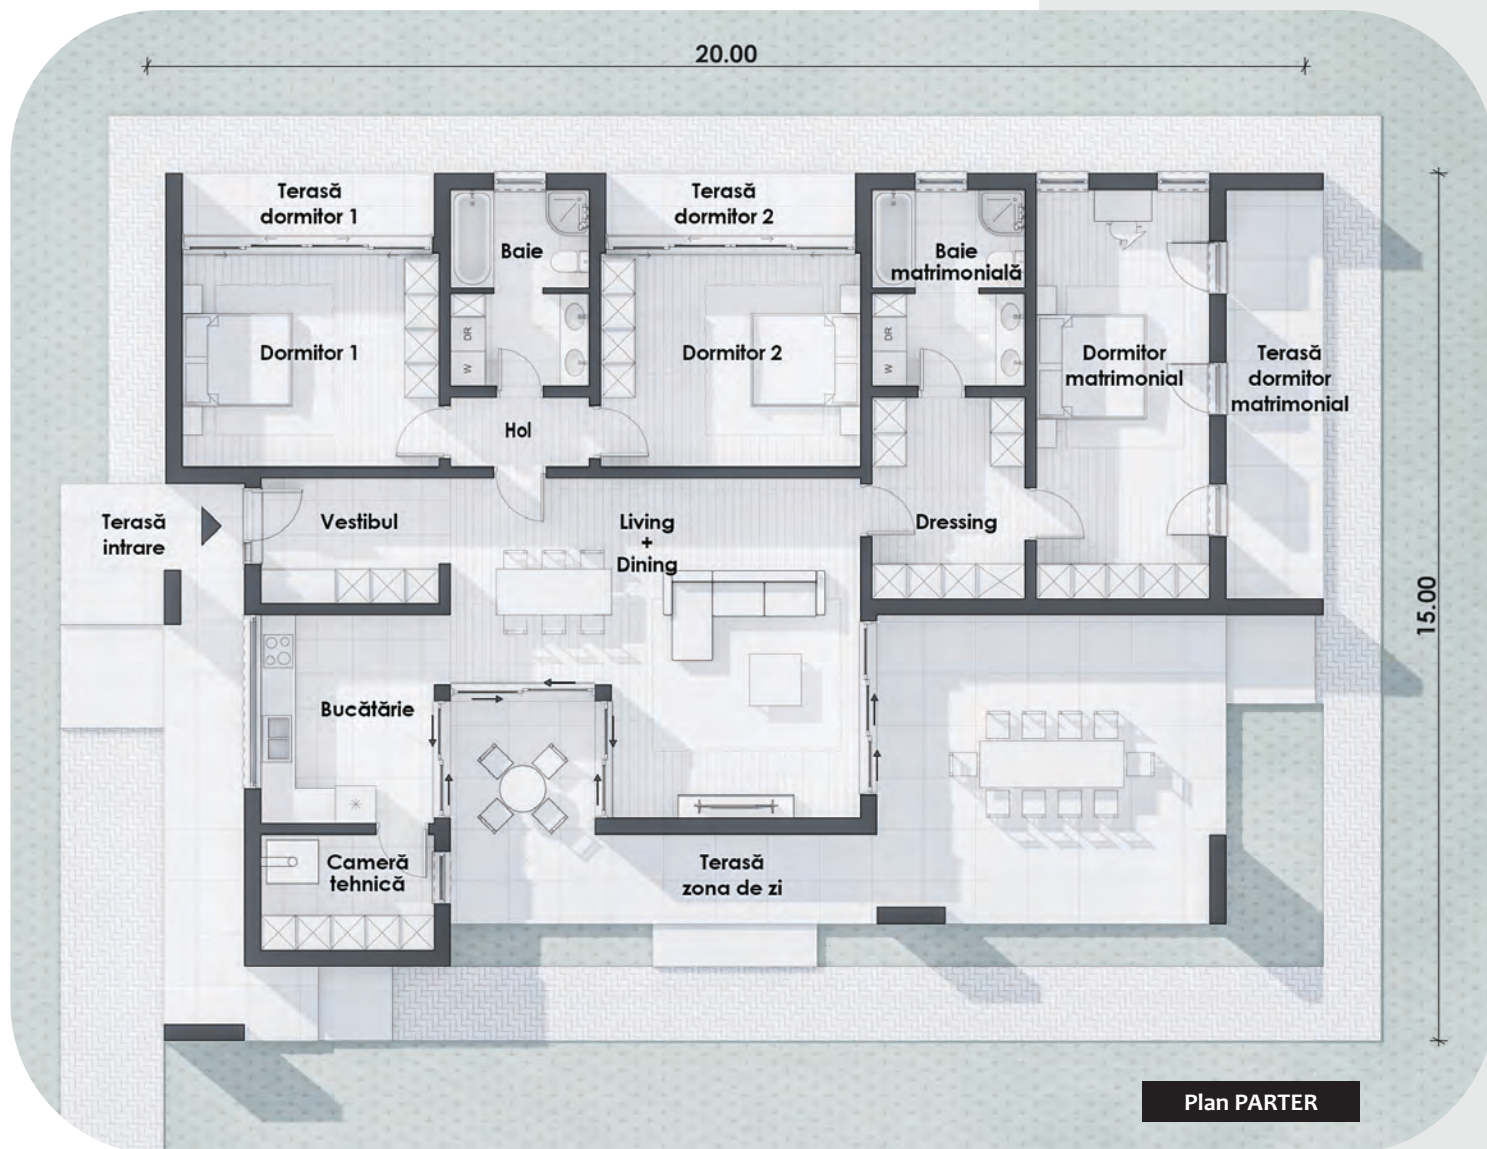 20.00
Terasă
dormitor 1
Terasă
dormitor 2
Baie
Baie
matrimonială
DR
W
DR
W
Dormitor 1
Dormitor 2
Dormitor
matrimonial
Terasă
dormitor
matrimonial
Hol
Terasă
intrare
Vestibul
Living
+
Dining
Dressing
15.00
Bucătărie
Cameră
tehnică
Terasă
zona de zi
Plan PARTER